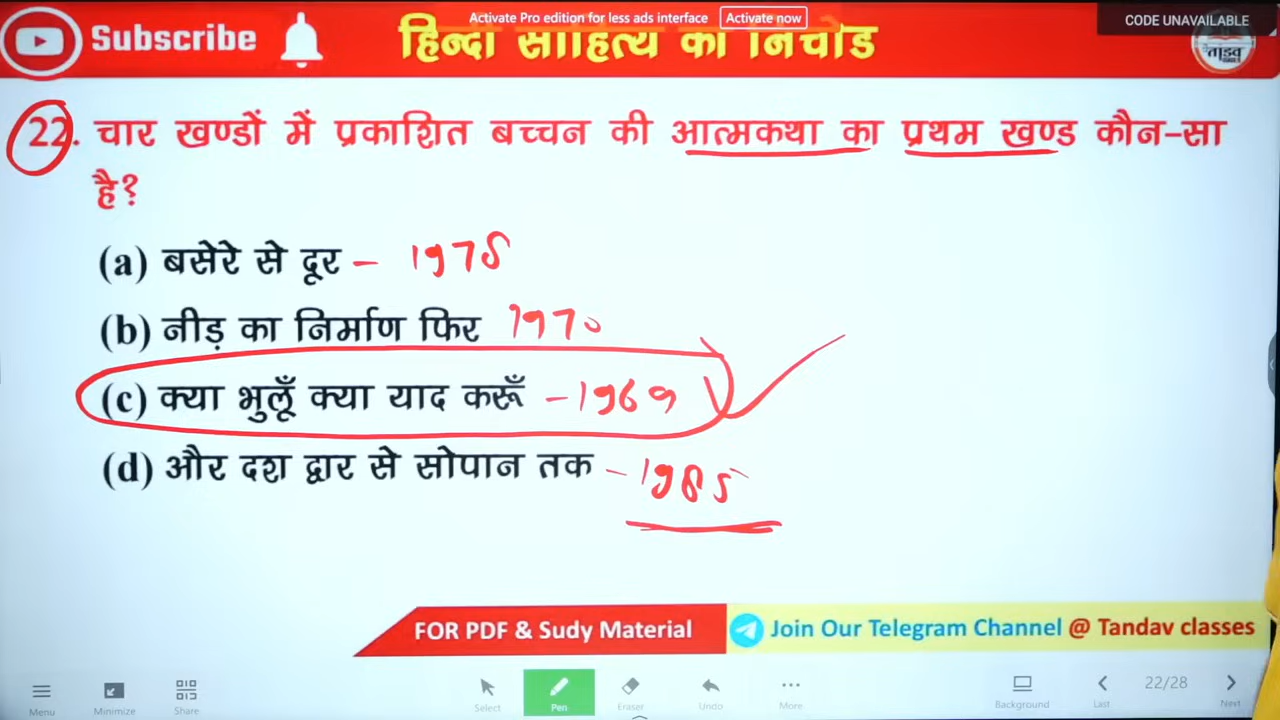 Activate Pro edition for less ads interface Activate now
CODE UNAVAILABLE
Subscribe
हिन्दी साहित्य का निचोड़
ताडव
22. चार खण्डों में प्रकाशित बच्चन की आत्मकथा का प्रथम खण्ड कौन-सा
है?
(a) बसेरे से दूर - 1978
(b) नीड़ का निर्माण फिर 1970
(c) क्या भुलूँ क्या याद करूँ - 1969
(d) और दश द्वार से सोपान तक - 1985
FOR PDF & Sudy Material
Join Our Telegram Channel @ Tandav classes
Menu Minimize Share Select Pen Eraser Undo More Background Last 22/28 Next